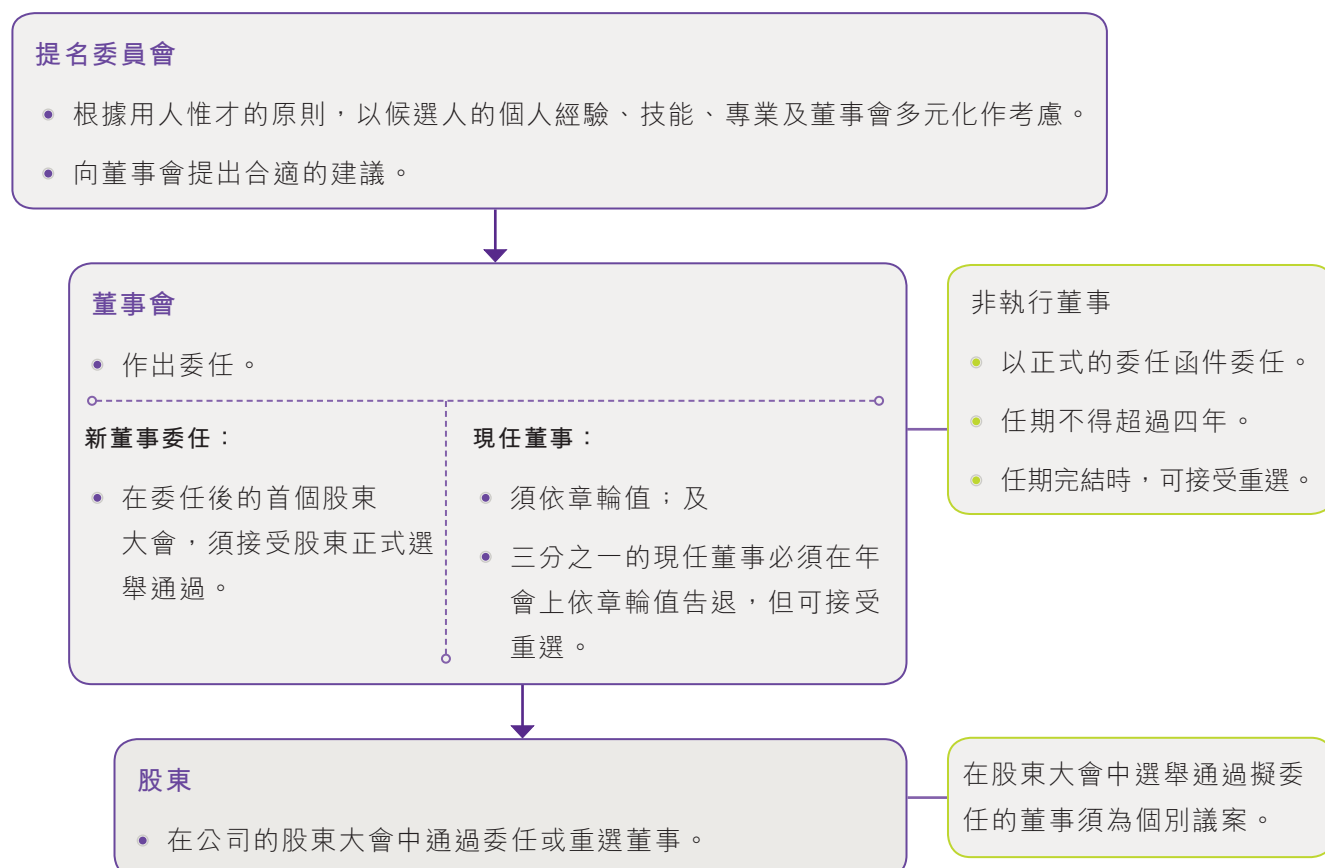 提名委員會
• 根據用人惟才的原則，以候選人的個人經驗、技能、專業及董事會多元化作考慮。
• 向董事會提出合適的建議。
董事會
• 作出委任。
新董事委任：
• 在委任後的首個股東
大會，須接受股東正式選
舉通過。
現任董事：
• 須依章輪值；及
• 三分之一的現任董事必須在年
會上依章輪值告退，但可接受
重選。
非執行董事
• 以正式的委任函件委任。
• 任期不得超過四年。
• 任期完結時，可接受重選。
股東
• 在公司的股東大會中通過委任或重選董事。
在股東大會中選舉通過擬委
任的董事須為個別議案。